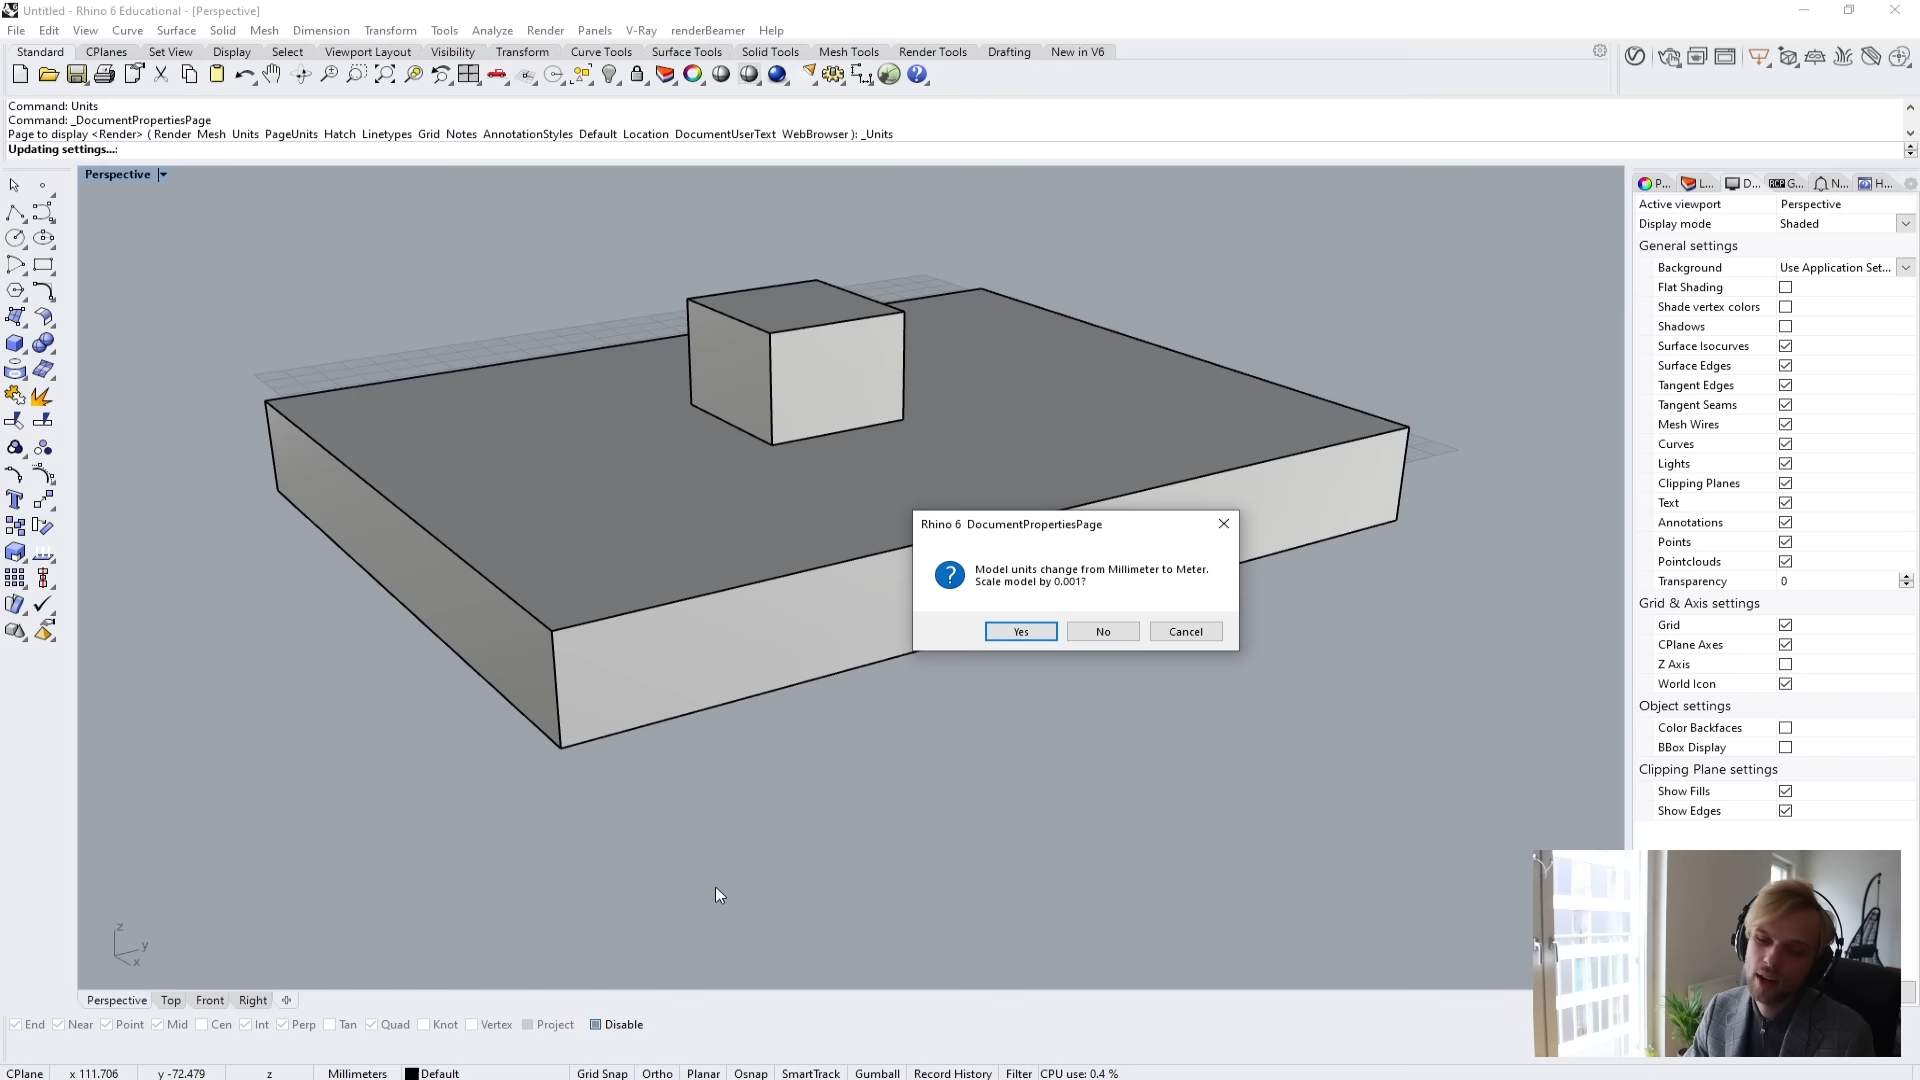 Untitled - Rhino 6 Educational - [Perspective]
File Edit View Curve Surface Solid Mesh Dimension Transform Tools Analyze Render Panels V-Ray renderBeamer Help
Standard CPlanes Set View Display Select Viewport Layout Visibility Transform Curve Tools Surface Tools Solid Tools Mesh Tools Render Tools Drafting New in V6
Command: Units
Command: _DocumentPropertiesPage
Page to display <Render> ( Render Mesh Units PageUnits Hatch Linetypes Grid Notes AnnotationStyles Default Location DocumentUserText WebBrowser ): _Units
Updating settings...:
Perspective
P... L... D... G... N... H...
Active viewport Perspective
Display mode Shaded
General settings
Background Use Application Set...
Flat Shading
Shade vertex colors
Shadows
Surface Isocurves
Surface Edges
Tangent Edges
Tangent Seams
Mesh Wires
Curves
Lights
Clipping Planes
Text
Annotations
Points
Pointclouds
Transparency 0
Grid & Axis settings
Grid
CPlane Axes
Z Axis
World Icon
Object settings
Color Backfaces
BBox Display
Clipping Plane settings
Show Fills
Show Edges
Rhino 6 DocumentPropertiesPage
Model units change from Millimeter to Meter.
Scale model by 0.001?
Yes No Cancel
z
y
x
Perspective Top Front Right
End Near Point Mid Cen Int Perp Tan Quad Knot Vertex Project Disable
CPlane x 111.706 y -72.479 z Millimeters Default Grid Snap Ortho Planar Osnap SmartTrack Gumball Record History Filter CPU use: 0.4 %